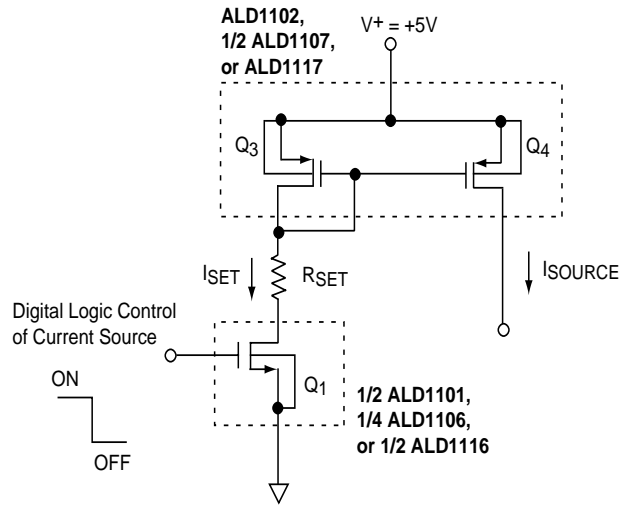 ALD1102,
1/2 ALD1107,
or ALD1117
V+ = +5V
Q3
Q4
ISET
RSET
ISOURCE
Digital Logic Control
of Current Source
ON
OFF
Q1
1/2 ALD1101,
1/4 ALD1106,
or 1/2 ALD1116